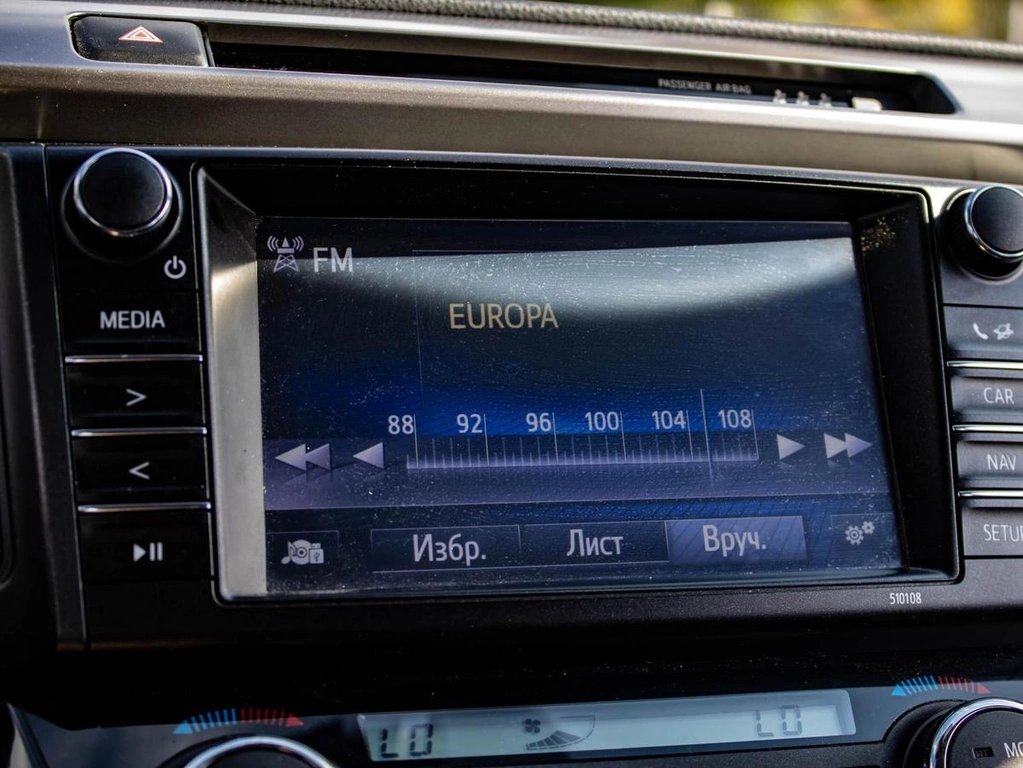 PASSENGER AIR BAG
FM
MEDIA
EUROPA
88 92 96 100 104 108
>
<
CAR
NAV
SETUP
Избр. Лист Вруч.
510108
LO LO
MO